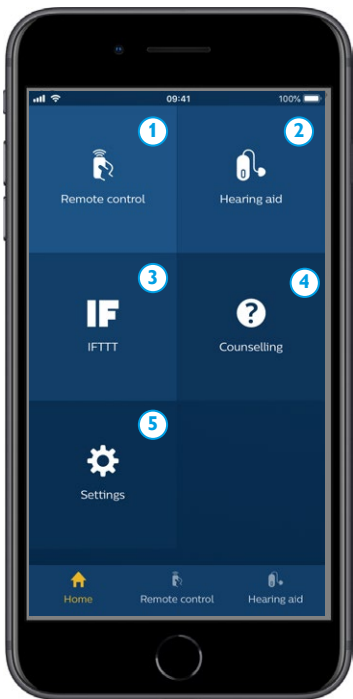 09:41 100%
1 2
Remote control Hearing aid
3 4
IF
IFTTT Counselling
5
Settings
Home Remote control Hearing aid